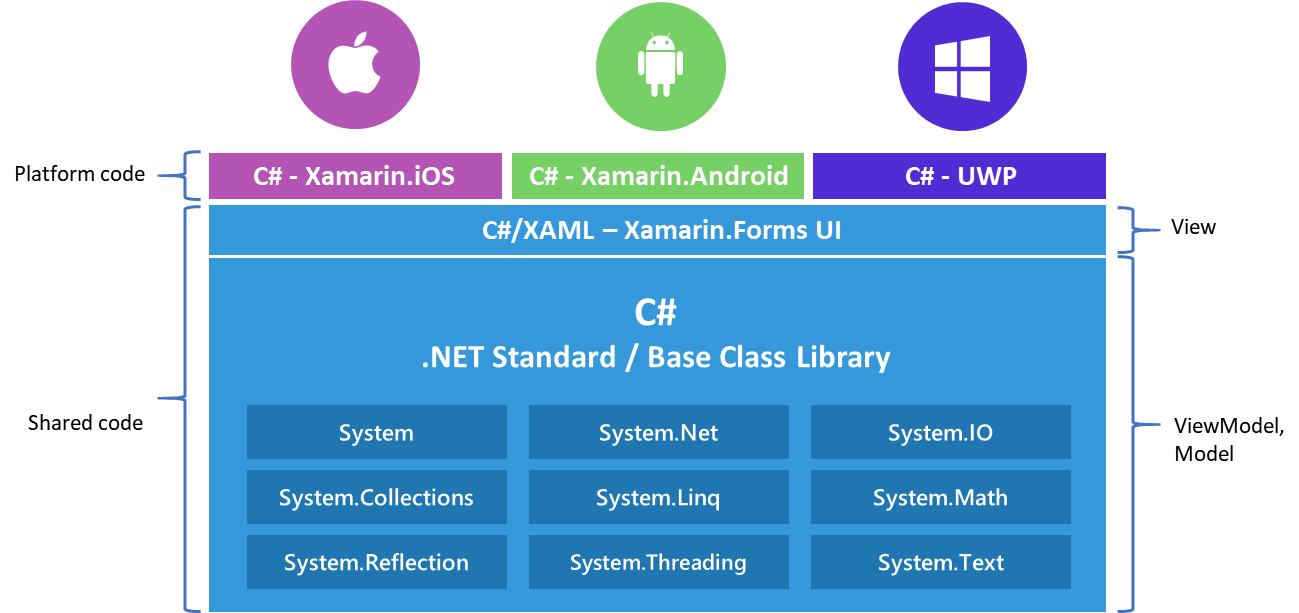 Platform code
C# - Xamarin.iOS
C# - Xamarin.Android
C# - UWP
C#/XAML – Xamarin.Forms UI
View
C#
.NET Standard / Base Class Library
Shared code
System
System.Net
System.IO
System.Collections
System.Linq
System.Math
System.Reflection
System.Threading
System.Text
ViewModel,
Model